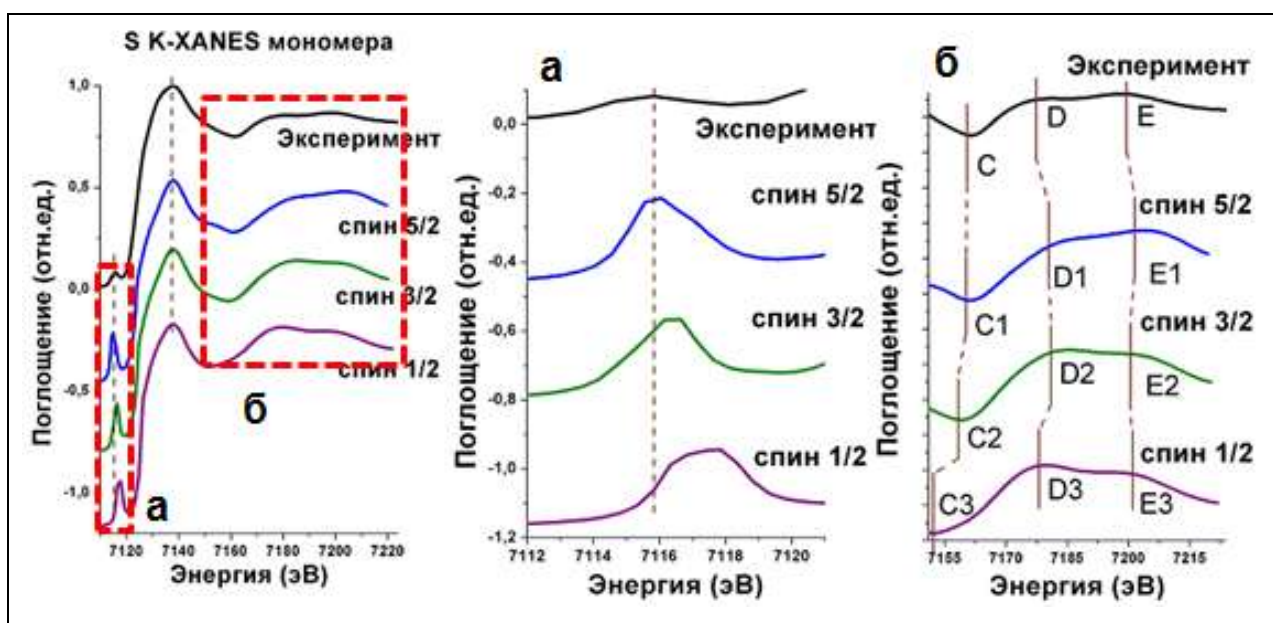 S K-XANES мономера
1,0
0,5
0,0
-0,5
-1,0
Поглощение (отн.ед.)
Эксперимент
спин 5/2
спин 3/2
спин 1/2
а
б
7120 7140 7160 7180 7200 7220
Энергия (эВ)
а
0,0
-0,2
-0,4
-0,6
-0,8
-1,0
-1,2
Поглощение (отн.ед.)
Эксперимент
спин 5/2
спин 3/2
спин 1/2
7112 7114 7116 7118 7120
Энергия (эВ)
б
Эксперимент
Поглощение (отн.ед.)
C D E
спин 5/2
C1 D1 E1
спин 3/2
C2 D2 E2
спин 1/2
C3 D3 E3
7155 7170 7185 7200 7215
Энергия (эВ)